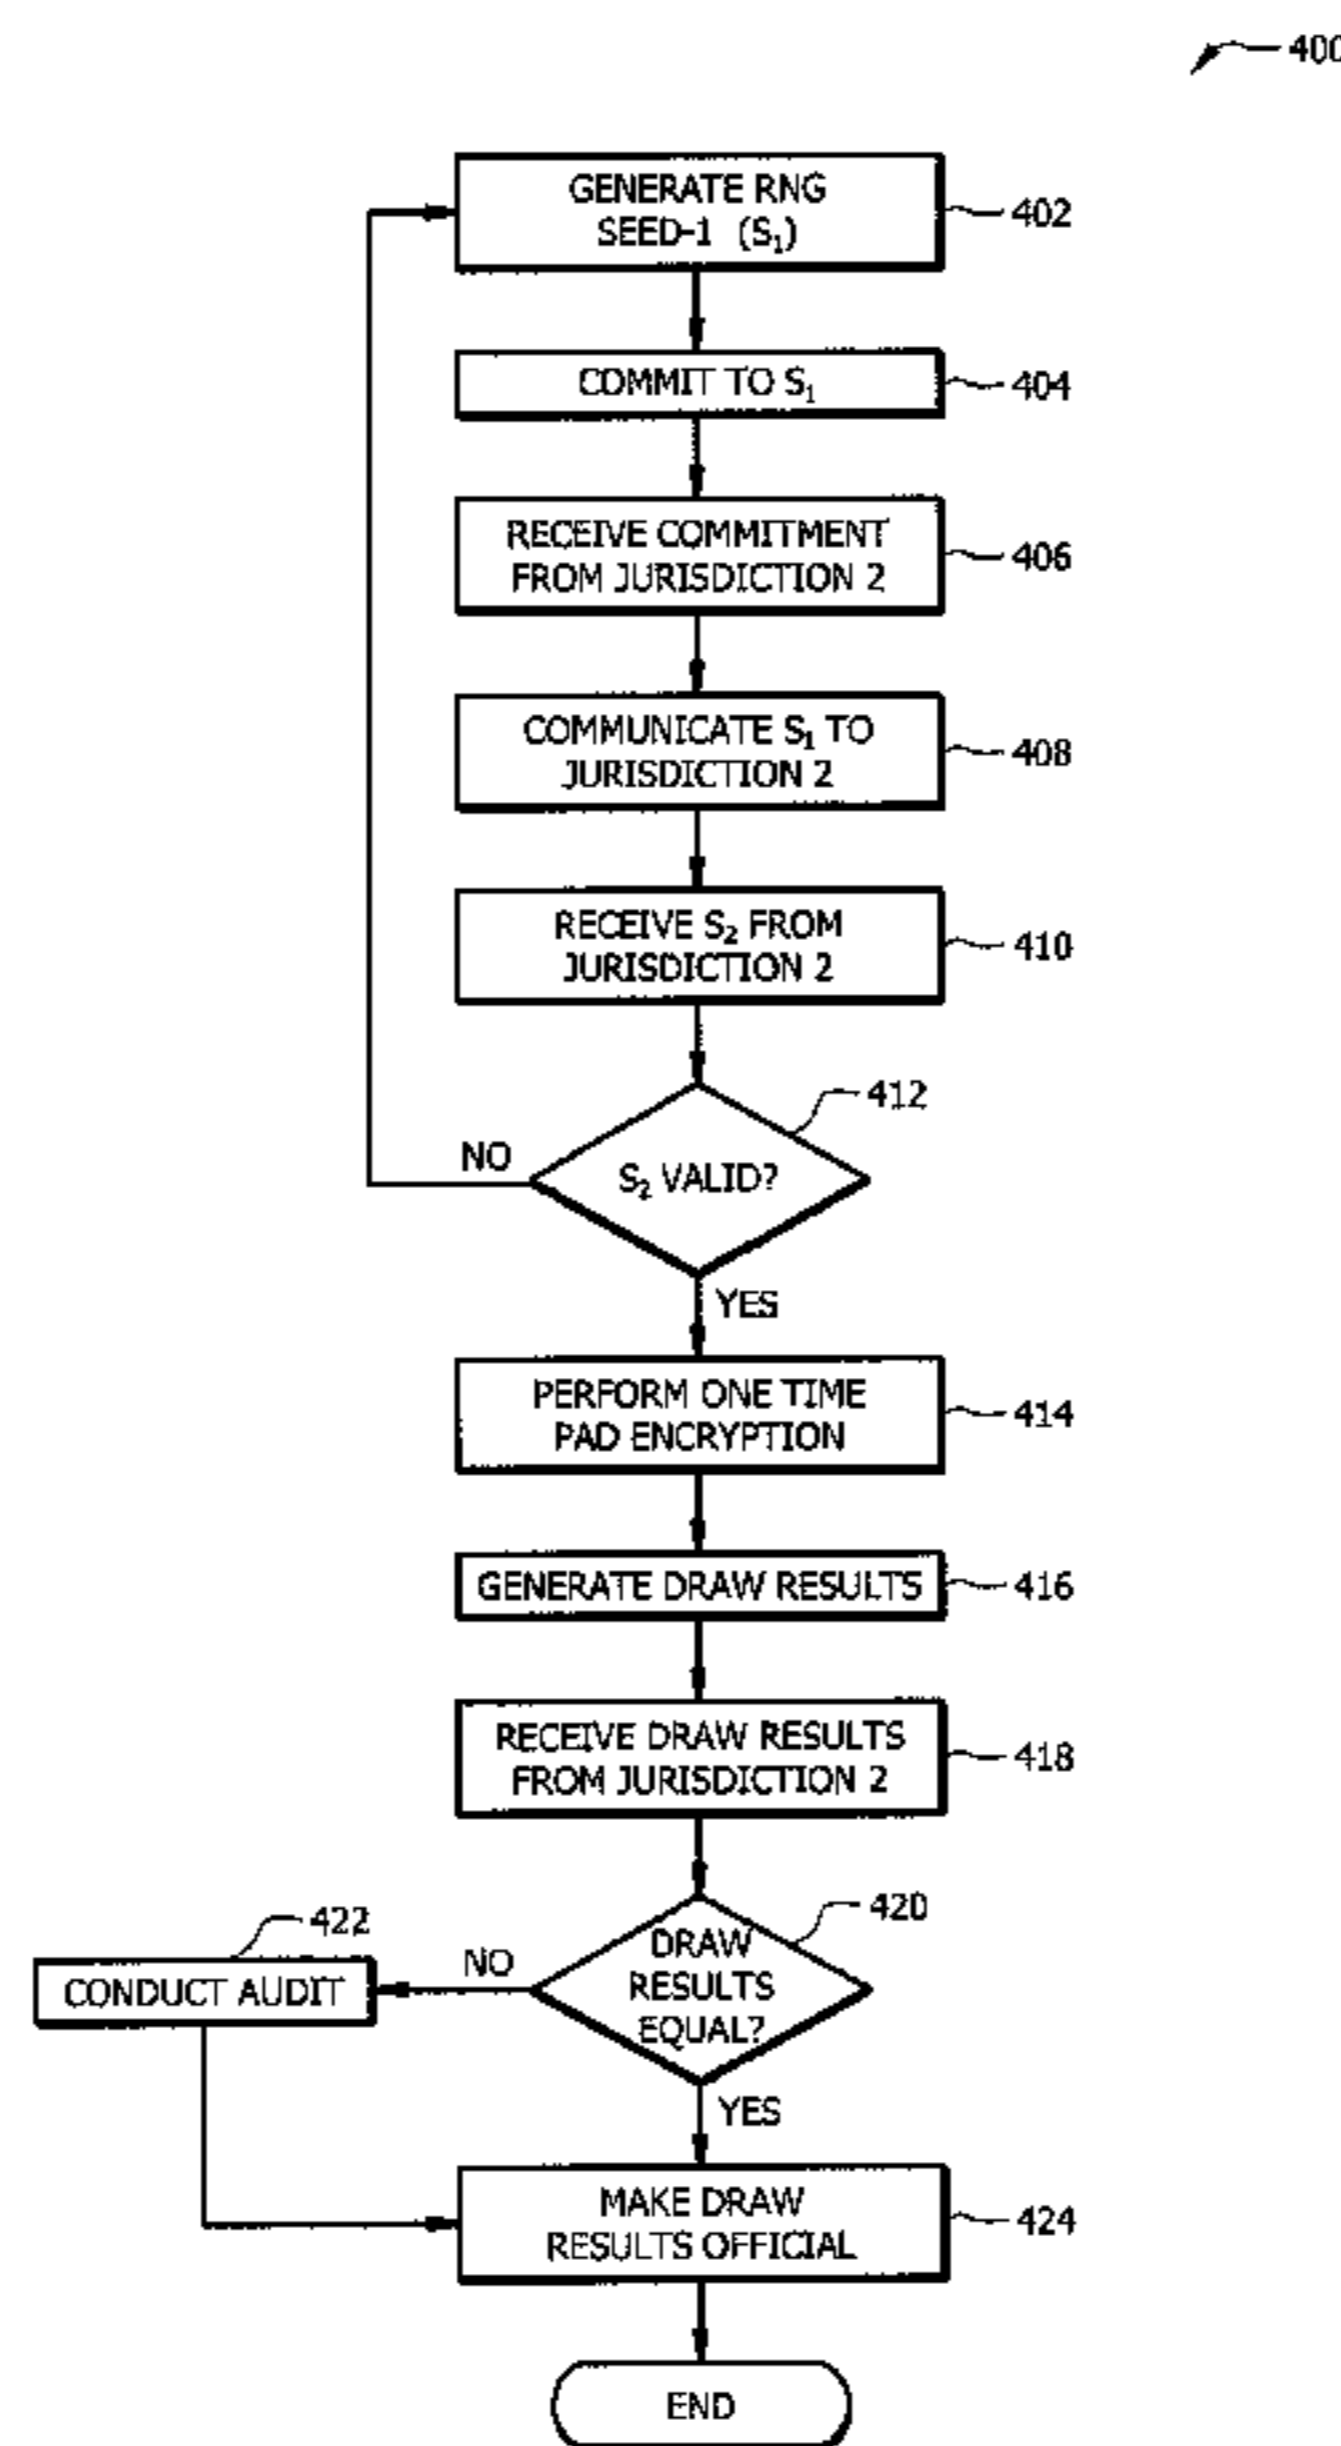 400
GENERATE RNG
SEED-1 (S₁)
402
COMMIT TO S₁
404
RECEIVE COMMITMENT
FROM JURISDICTION 2
406
COMMUNICATE S₁ TO
JURISDICTION 2
408
RECEIVE S₂ FROM
JURISDICTION 2
410
412
NO
S₂ VALID?
YES
PERFORM ONE TIME
PAD ENCRYPTION
414
GENERATE DRAW RESULTS
416
RECEIVE DRAW RESULTS
FROM JURISDICTION 2
418
420
422
CONDUCT AUDIT
NO
DRAW
RESULTS
EQUAL?
YES
MAKE DRAW
RESULTS OFFICIAL
424
END